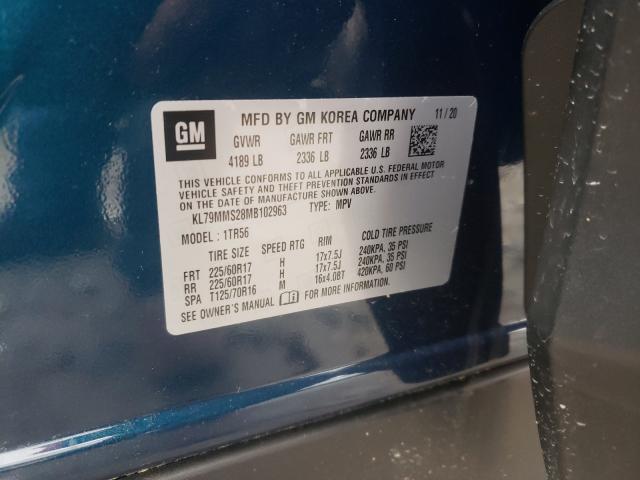 GM
MFD BY GM KOREA COMPANY 11 / 20
GVWR GAWR FRT GAWR RR
4189 LB 2336 LB 2336 LB
THIS VEHICLE CONFORMS TO ALL APPLICABLE U.S. FEDERAL MOTOR
VEHICLE SAFETY AND THEFT PREVENTION STANDARDS IN EFFECT
ON THE DATE OF MANUFACTURE SHOWN ABOVE.
KL79MMS28MB102963 TYPE: MPV
MODEL : 1TR56
TIRE SIZE SPEED RTG RIM COLD TIRE PRESSURE
FRT 225/60R17 H 17x7.5J 240KPA, 35 PSI
RR 225/60R17 H 17x7.5J 240KPA, 35 PSI
SPA T125/70R16 M 16x4.0BT 420KPA, 60 PSI
SEE OWNER'S MANUAL FOR MORE INFORMATION.